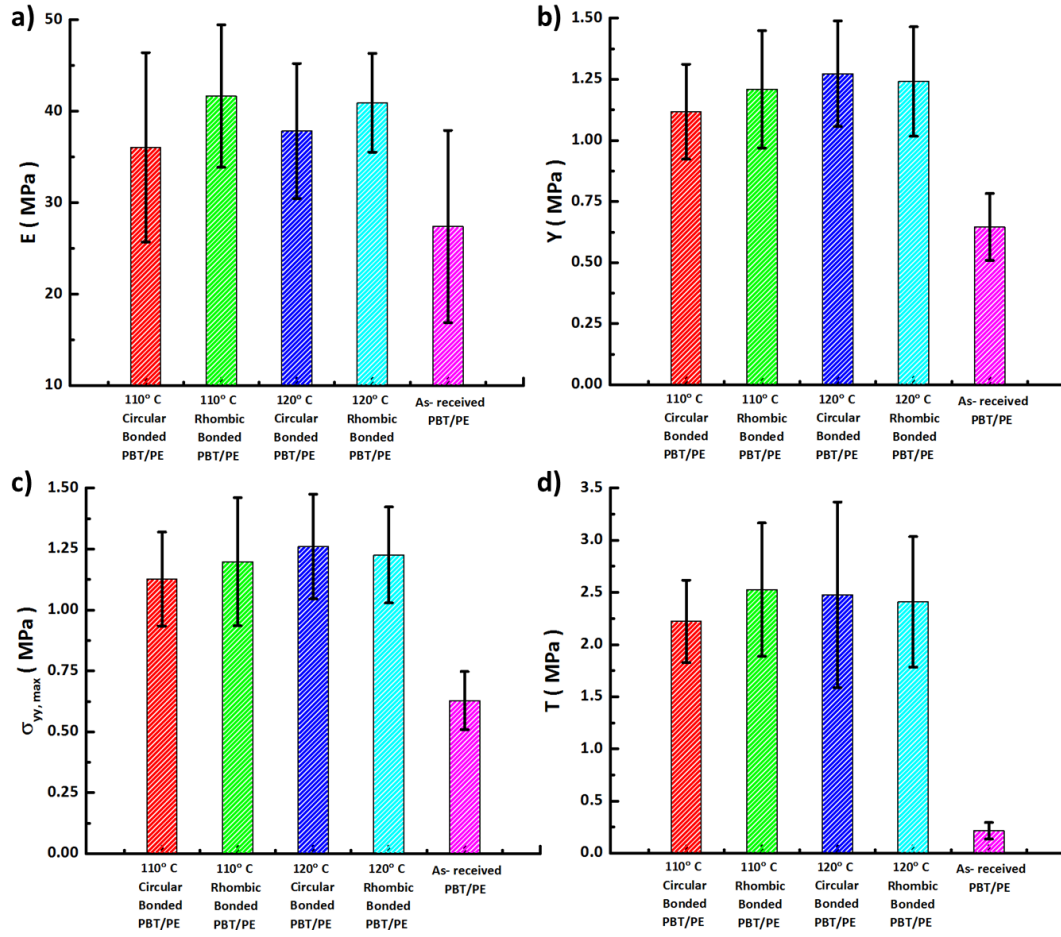 a)
50
40
30
20
10
E ( MPa)
110° C
Circular
Bonded
PBT/PE
110° C
Rhombic
Bonded
PBT/PE
120° C
Circular
Bonded
PBT/PE
120° C
Rhombic
Bonded
PBT/PE
As- received
PBT/PE
b)
1.50
1.25
1.00
0.75
0.50
0.25
0.00
Y ( MPa )
110° C
Circular
Bonded
PBT/PE
110° C
Rhombic
Bonded
PBT/PE
120° C
Circular
Bonded
PBT/PE
120° C
Rhombic
Bonded
PBT/PE
As- received
PBT/PE
c)
1.50
1.25
1.00
0.75
0.50
0.25
0.00
σyy, max ( MPa )
110° C
Circular
Bonded
PBT/PE
110° C
Rhombic
Bonded
PBT/PE
120° C
Circular
Bonded
PBT/PE
120° C
Rhombic
Bonded
PBT/PE
As- received
PBT/PE
d)
3.5
3.0
2.5
2.0
1.5
1.0
0.5
0.0
T ( MPa )
110° C
Circular
Bonded
PBT/PE
110° C
Rhombic
Bonded
PBT/PE
120° C
Circular
Bonded
PBT/PE
120° C
Rhombic
Bonded
PBT/PE
As- received
PBT/PE